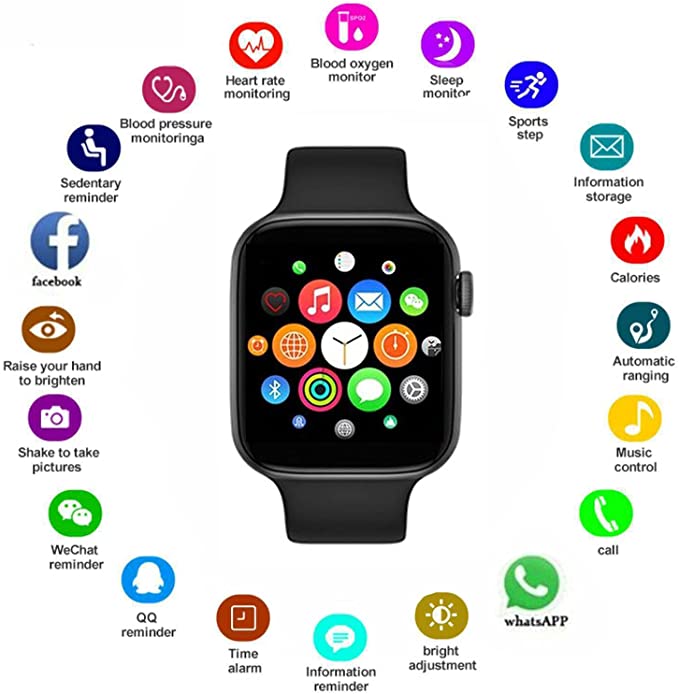 SPO2
Blood oxygen
monitor
Heart rate
monitoring
Sleep
monitor
Blood pressure
monitoringa
Sports
step
Sedentary
reminder
Information
storage
f
facebook
Calories
Raise your hand
to brighten
Automatic
ranging
Shake to take
pictures
Music
control
WeChat
reminder
call
QQ
reminder
whatsAPP
Time
alarm
Information
reminder
bright
adjustment